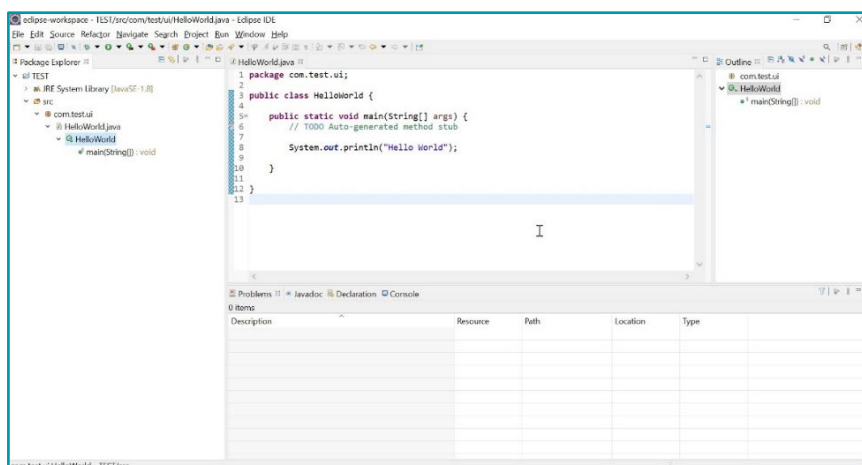 eclipse-workspace - TEST/src/com/test/ui/HelloWorld.java - Eclipse IDE
File Edit Source Refactor Navigate Search Project Run Window Help
Package Explorer
TEST
JRE System Library [JavaSE-1.8]
src
com.test.ui
HelloWorld.java
HelloWorld
main(String[]) : void
HelloWorld.java
1 package com.test.ui;
2
3 public class HelloWorld {
4
5 public static void main(String[] args) {
6 // TODO Auto-generated method stub
7
8 System.out.println("Hello World");
9
10 }
11
12 }
13
Outline
com.test.ui
HelloWorld
main(String[]) : void
Problems Javadoc Declaration Console
0 items
Description Resource Path Location Type